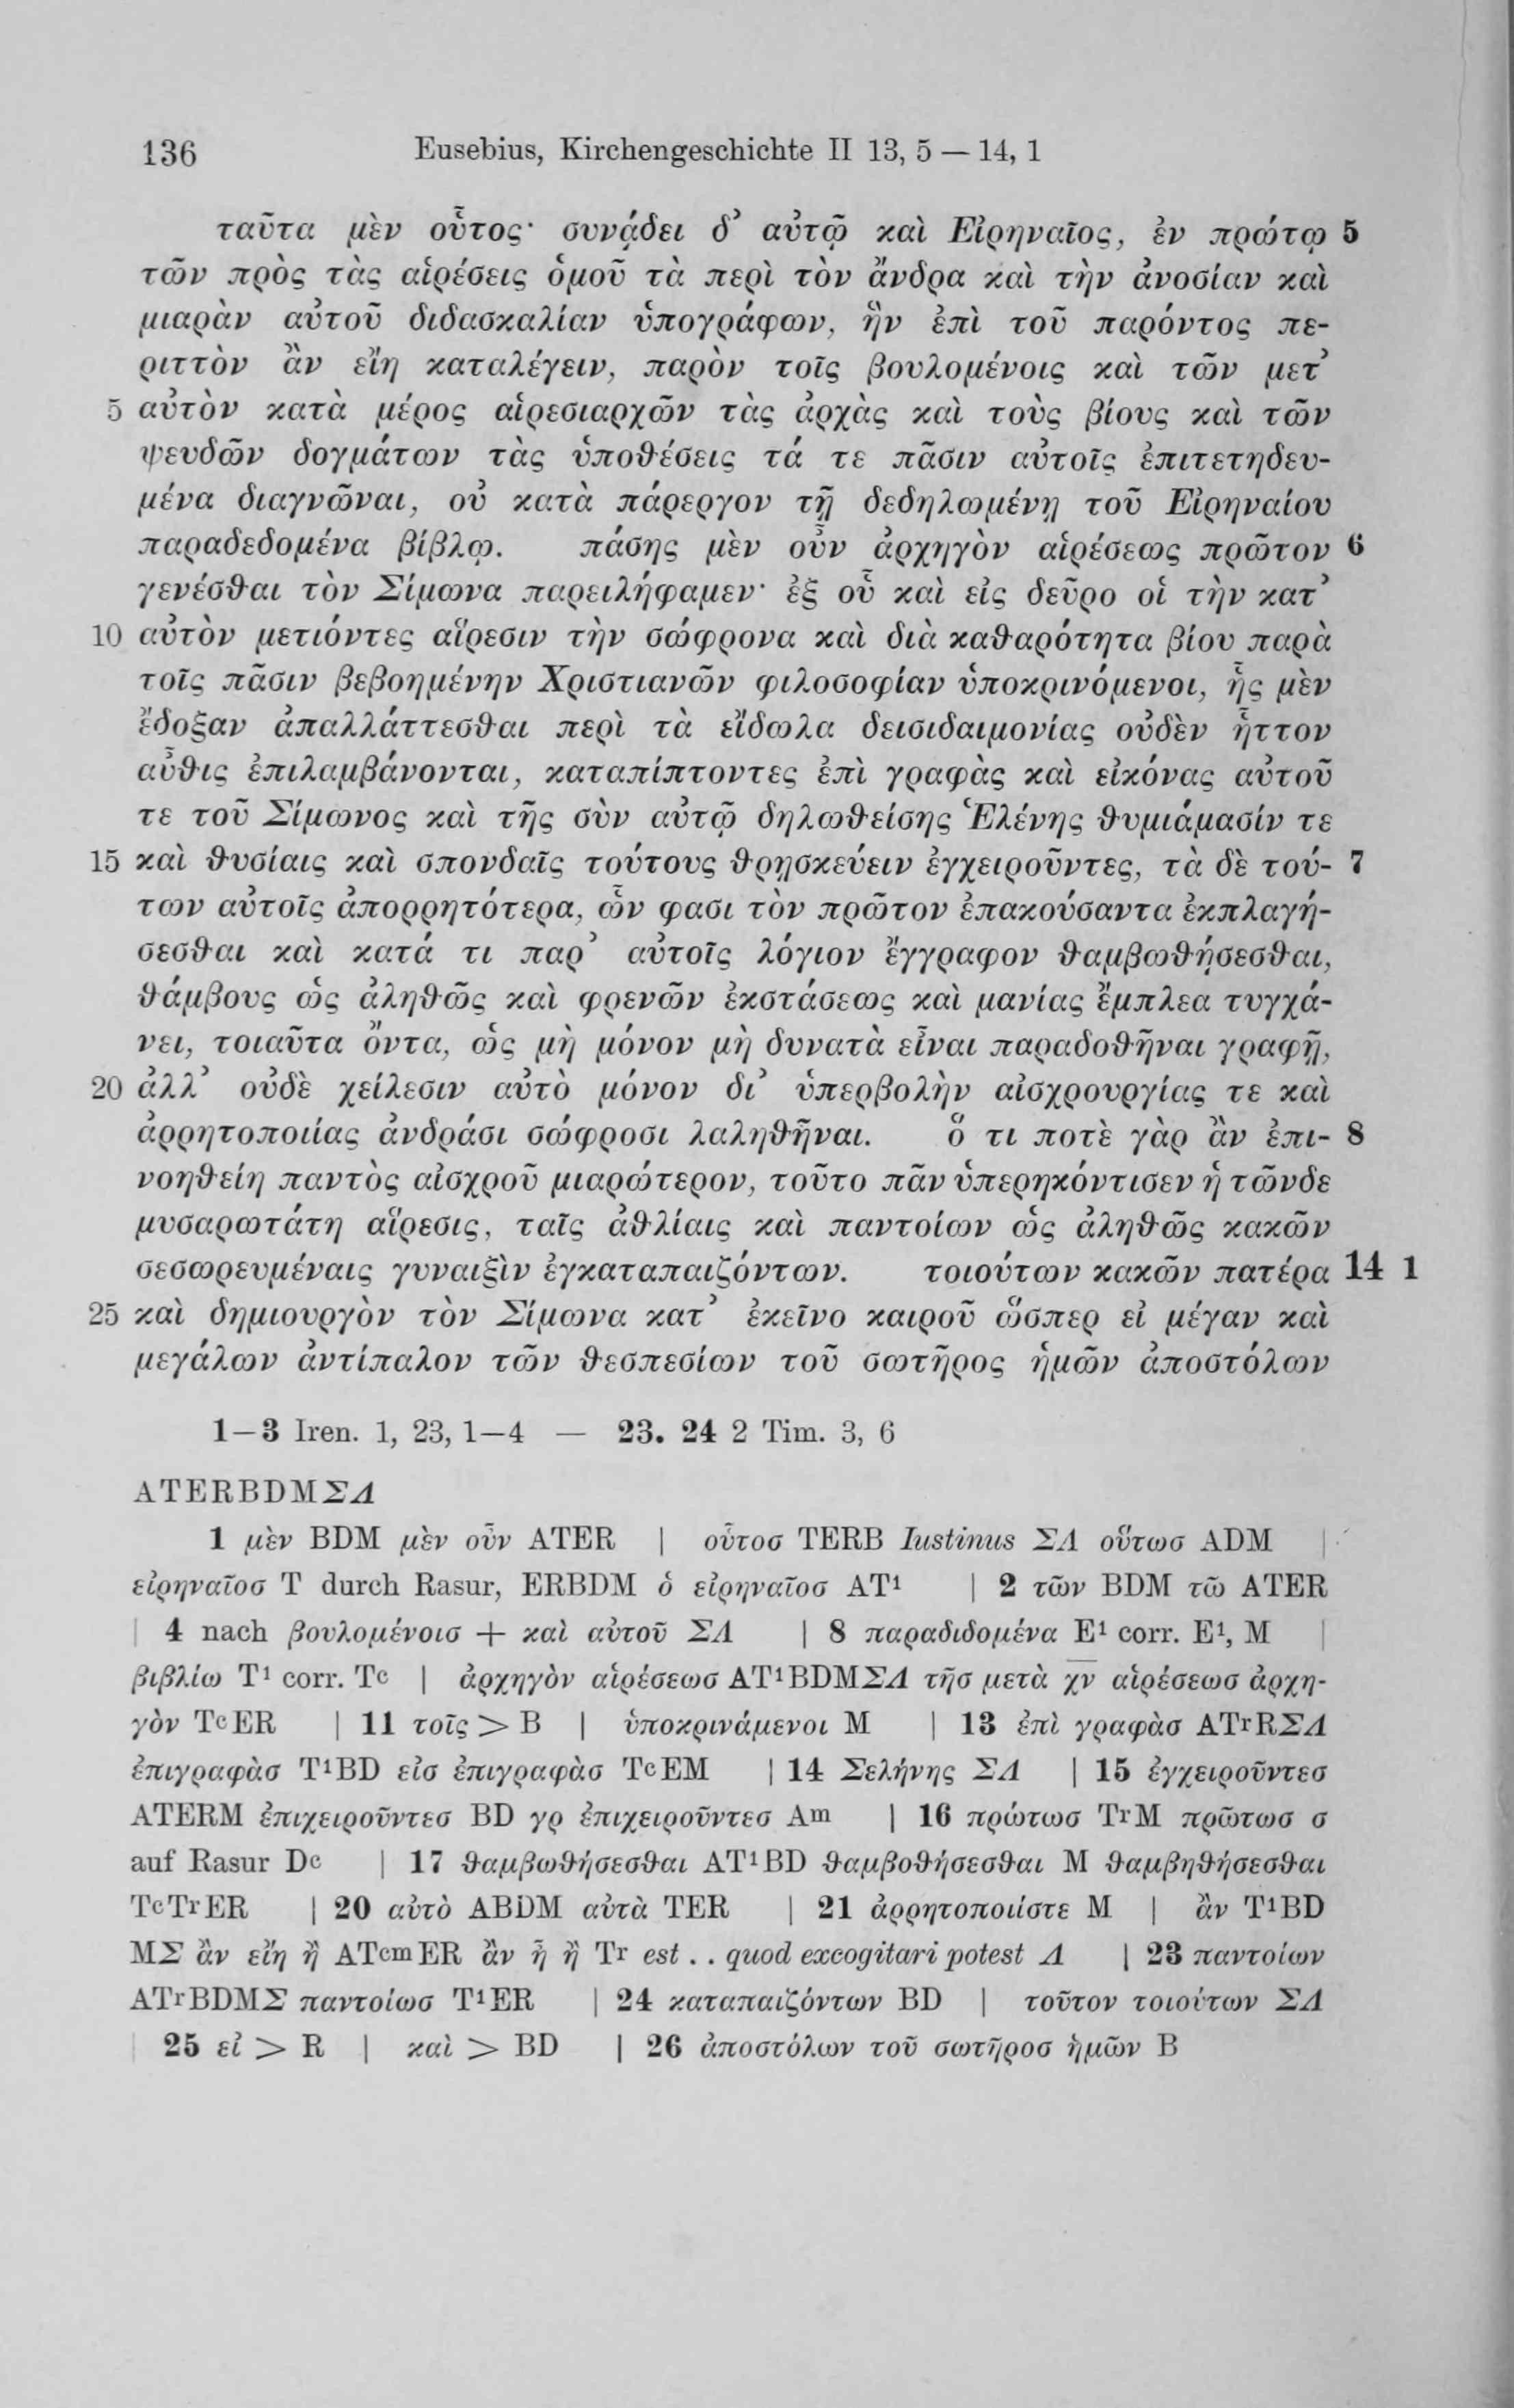 136 Eusebius, Kirchengeschichte II 13, 5 — 14, 1
ταῦτα μὲν οὗτος· συνᾴδει δ’ αὐτῷ καὶ Εἰρηναῖος, ἐν πρώτῳ 5
τῶν πρὸς τὰς αἱρέσεις ὁμοῦ τὰ περὶ τὸν ἄνδρα καὶ τὴν ἀνοσίαν καὶ
μιαρὰν αὐτοῦ διδασκαλίαν ὑπογράφων, ἣν ἐπὶ τοῦ παρόντος πε-
ριττὸν ἂν εἴη καταλέγειν, παρὸν τοῖς βουλομένοις καὶ τῶν μετ’
5 αὐτὸν κατὰ μέρος αἱρεσιαρχῶν τὰς ἀρχὰς καὶ τοὺς βίους καὶ τῶν
ψευδῶν δογμάτων τὰς ὑποθέσεις τά τε πᾶσιν αὐτοῖς ἐπιτετηδευ-
μένα διαγνῶναι, οὐ κατὰ πάρεργον τῇ δεδηλωμένῃ τοῦ Εἰρηναίου
παραδεδομένα βίβλῳ. πάσης μὲν οὖν ἀρχηγὸν αἱρέσεως πρῶτον 6
γενέσθαι τὸν Σίμωνα παρειλήφαμεν· ἐξ οὗ καὶ εἰς δεῦρο οἱ τὴν κατ’
10 αὐτὸν μετιόντες αἵρεσιν τὴν σώφρονα καὶ διὰ καθαρότητα βίου παρὰ
τοῖς πᾶσιν βεβοημένην Χριστιανῶν φιλοσοφίαν ὑποκρινόμενοι, ἧς μὲν
ἔδοξαν ἀπαλλάττεσθαι περὶ τὰ εἴδωλα δεισιδαιμονίας οὐδὲν ἧττον
αὖθις ἐπιλαμβάνονται, καταπίπτοντες ἐπὶ γραφὰς καὶ εἰκόνας αὐτοῦ
τε τοῦ Σίμωνος καὶ τῆς σὺν αὐτῷ δηλωθείσης Ἑλένης θυμιάμασίν τε
15 καὶ θυσίαις καὶ σπονδαῖς τούτους θρῃσκεύειν ἐγχειροῦντες, τὰ δὲ τού- 7
των αὐτοῖς ἀπορρητότερα, ὧν φασι τὸν πρῶτον ἐπακούσαντα ἐκπλαγή-
σεσθαι καὶ κατά τι παρ’ αὐτοῖς λόγιον ἔγγραφον θαμβωθήσεσθαι,
θάμβους ὡς ἀληθῶς καὶ φρενῶν ἐκστάσεως καὶ μανίας ἔμπλεα τυγχά-
νει, τοιαῦτα ὄντα, ὡς μὴ μόνον μὴ δυνατὰ εἶναι παραδοθῆναι γραφῇ,
20 ἀλλ’ οὐδὲ χείλεσιν αὐτὸ μόνον δι’ ὑπερβολὴν αἰσχρουργίας τε καὶ
ἀρρητοποιίας ἀνδράσι σώφροσι λαληθῆναι. ὅ τι ποτὲ γὰρ ἂν ἐπι- 8
νοηθείη παντὸς αἰσχροῦ μιαρώτερον, τοῦτο πᾶν ὑπερηκόντισεν ἡ τῶνδε
μυσαρωτάτη αἵρεσις, ταῖς ἀθλίαις καὶ παντοίων ὡς ἀληθῶς κακῶν
σεσωρευμέναις γυναιξὶν ἐγκαταπαιζόντων. τοιούτων κακῶν πατέρα 14 1
25 καὶ δημιουργὸν τὸν Σίμωνα κατ’ ἐκεῖνο καιροῦ ὥσπερ εἰ μέγαν καὶ
μεγάλων ἀντίπαλον τῶν θεσπεσίων τοῦ σωτῆρος ἡμῶν ἀποστόλων
1—3 Iren. 1, 23, 1—4 — 23. 24 2 Tim. 3, 6
ATERBDMΣΛ
1 μὲν BDM μὲν οὖν ATER | οὗτοσ TERB Iustinus ΣΛ οὕτωσ ADM |
εἰρηναῖοσ T durch Rasur, ERBDM ὁ εἰρηναῖοσ AT¹ | 2 τῶν BDM τῶ ATER
| 4 nach βουλομένοισ + καὶ αὐτοῦ ΣΛ | 8 παραδιδομένα E¹ corr. E¹, M |
βιβλίω T¹ corr. Tᶜ | ἀρχηγὸν αἱρέσεωσ AT¹BDMΣΛ τῆσ μετὰ χ̅ν̅ αἱρέσεωσ ἀρχη-
γὸν TᶜER | 11 τοῖς > B | ὑποκρινάμενοι M | 13 ἐπὶ γραφὰσ ATʳRΣΛ
ἐπιγραφὰσ T¹BD εἰσ ἐπιγραφὰσ TᶜEM | 14 Σελήνης ΣΛ | 15 ἐγχειροῦντεσ
ATERM ἐπιχειροῦντεσ BD γρ ἐπιχειροῦντεσ Aᵐ | 16 πρώτωσ TʳM πρῶτωσ σ
auf Rasur Dᶜ | 17 θαμβωθήσεσθαι AT¹BD θαμβοθήσεσθαι M θαμβηθήσεσθαι
TᶜTʳER | 20 αὐτὸ ABDM αὐτὰ TER | 21 ἀρρητοποιίστε M | ἂν T¹BD
MΣ ἂν εἴη ἢ ATᶜᵐER ἂν ᾖ ἢ Tʳ est . . quod excogitari potest Λ | 23 παντοίων
ATʳBDMΣ παντοίωσ T¹ER | 24 καταπαιζόντων BD | τοῦτον τοιούτων ΣΛ
| 25 εἰ > R | καὶ > BD | 26 ἀποστόλων τοῦ σωτῆροσ ἡμῶν B